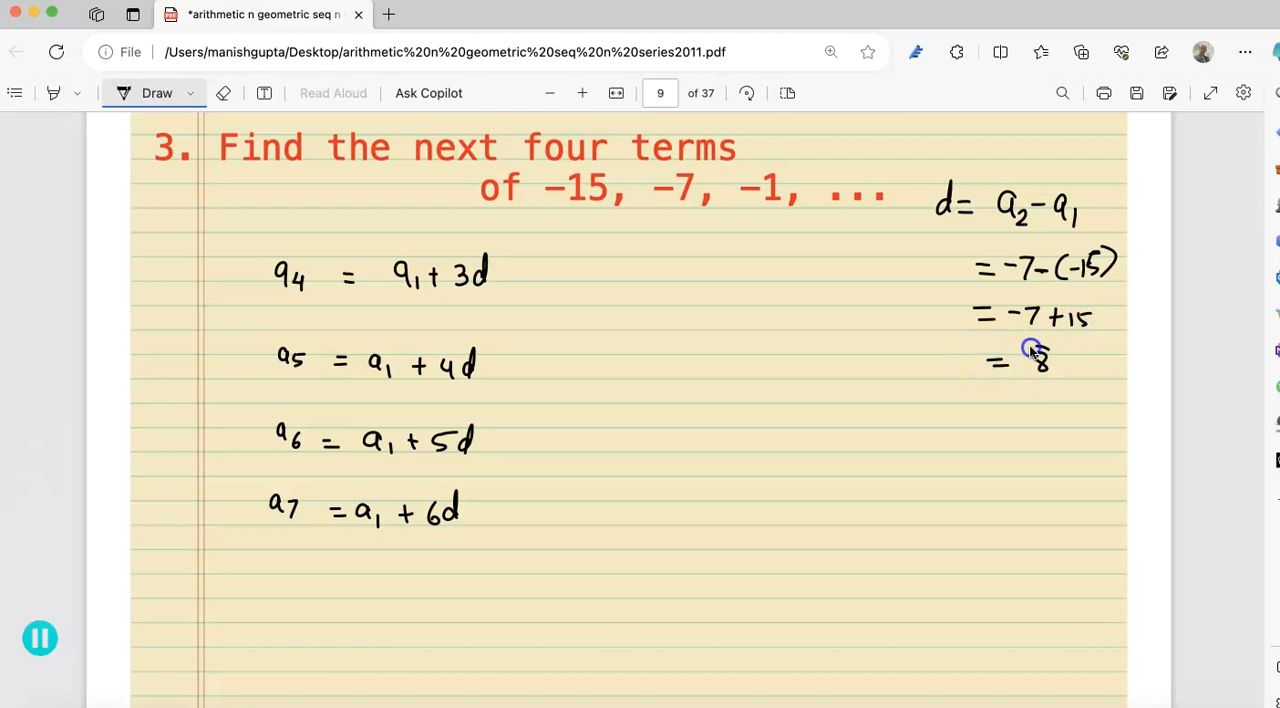 *arithmetic n geometric seq n
File /Users/manishgupta/Desktop/arithmetic%20n%20geometric%20seq%20n%20series2011.pdf
Draw Read Aloud Ask Copilot 9 of 37
3. Find the next four terms
of -15, -7, -1, ...
d = a2 - a1
= -7-(-15)
= -7 + 15
= 8
a4 = a1 + 3d
a5 = a1 + 4d
a6 = a1 + 5d
a7 = a1 + 6d